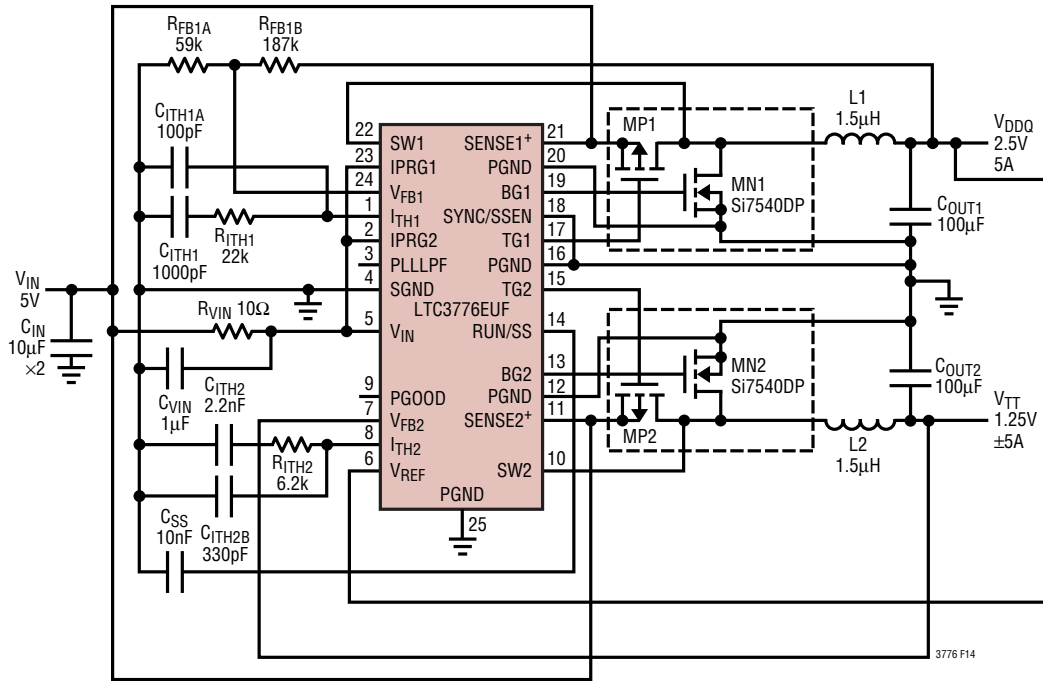 RFB1A
59k
RFB1B
187k
CITH1A
100pF
CITH1
1000pF
RITH1
22k
VIN
5V
CIN
10µF
×2
RVIN 10Ω
CVIN
1µF
CITH2
2.2nF
RITH2
6.2k
CSS
10nF
CITH2B
330pF
22 SW1
23 IPRG1
24 VFB1
1 ITH1
2 IPRG2
3 PLLLPF
4 SGND
LTC3776EUF
5 VIN
9 PGOOD
7 VFB2
8 ITH2
6 VREF
PGND
25
SENSE1+ 21
PGND 20
BG1 19
SYNC/SSEN 18
TG1 17
PGND 16
TG2 15
RUN/SS 14
BG2 13
PGND 12
SENSE2+ 11
SW2 10
MP1
MN1
Si7540DP
MN2
Si7540DP
MP2
L1
1.5µH
VDDQ
2.5V
5A
COUT1
100µF
COUT2
100µF
VTT
1.25V
±5A
L2
1.5µH
3776 F14